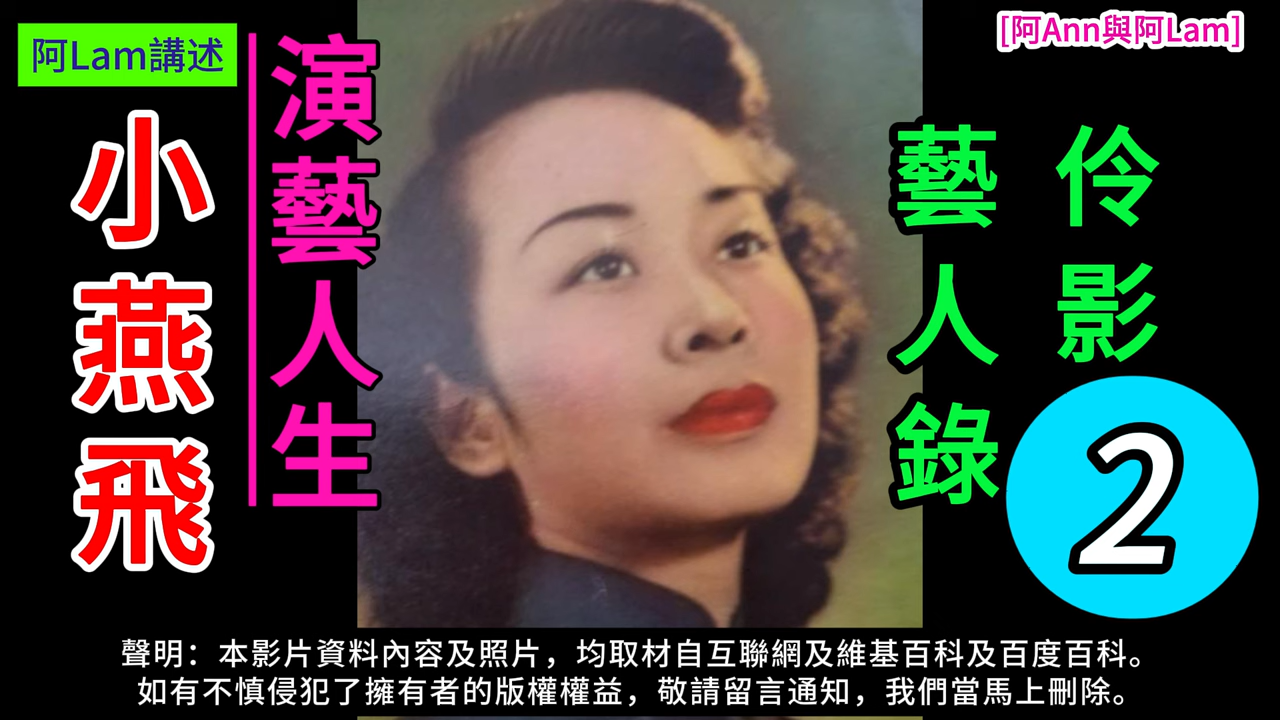 阿Lam講述
小燕飛
演藝人生
[阿Ann與阿Lam]
伶影
藝人錄
2
聲明：本影片資料內容及照片，均取材自互聯網及維基百科及百度百科。
如有不慎侵犯了擁有者的版權權益，敬請留言通知，我們當馬上刪除。